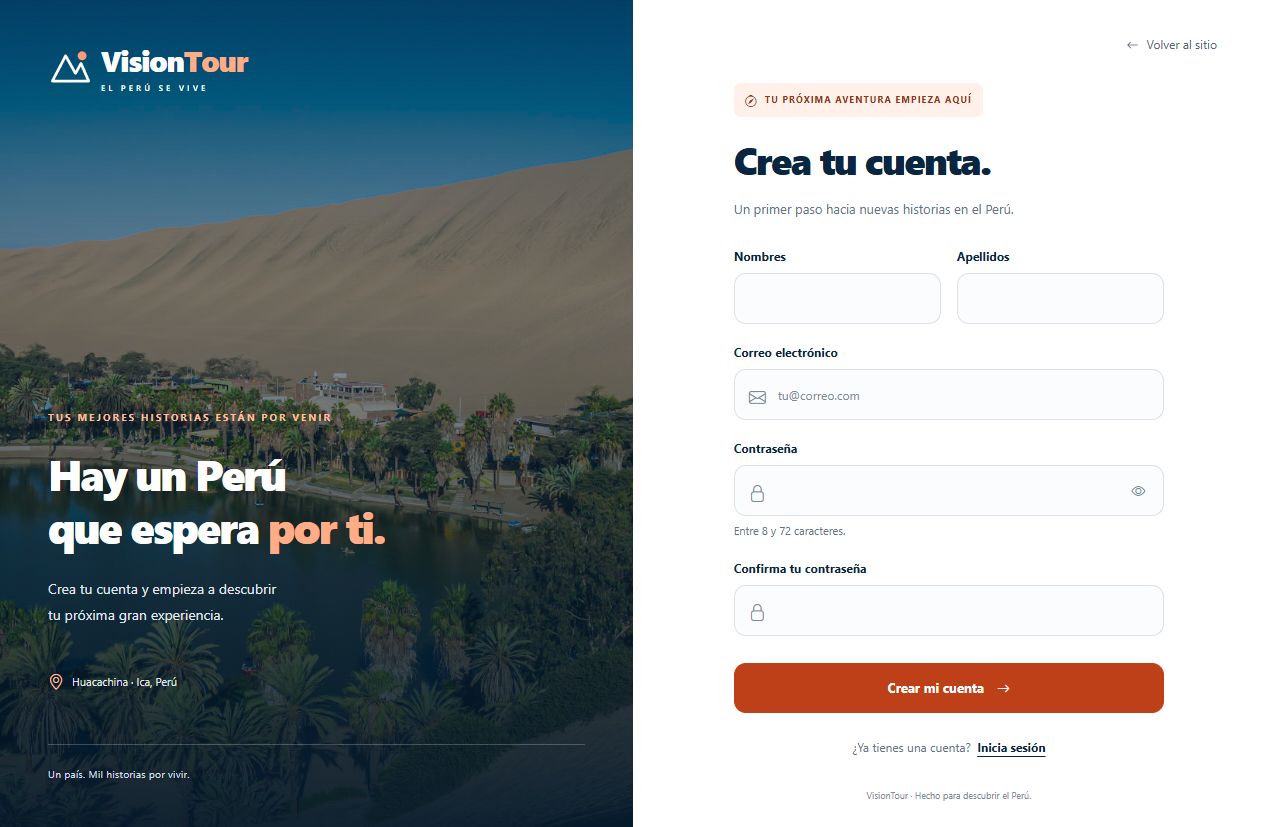 VisionTour
EL PERÚ SE VIVE
TUS MEJORES HISTORIAS ESTÁN POR VENIR
Hay un Perú
que espera por ti.
Crea tu cuenta y empieza a descubrir
tu próxima gran experiencia.
Huacachina · Ica, Perú
Un país. Mil historias por vivir.
← Volver al sitio
TU PRÓXIMA AVENTURA EMPIEZA AQUÍ
Crea tu cuenta.
Un primer paso hacia nuevas historias en el Perú.
Nombres
Apellidos
Correo electrónico
tu@correo.com
Contraseña
Entre 8 y 72 caracteres.
Confirma tu contraseña
Crear mi cuenta →
¿Ya tienes una cuenta? Inicia sesión
VisionTour · Hecho para descubrir el Perú.